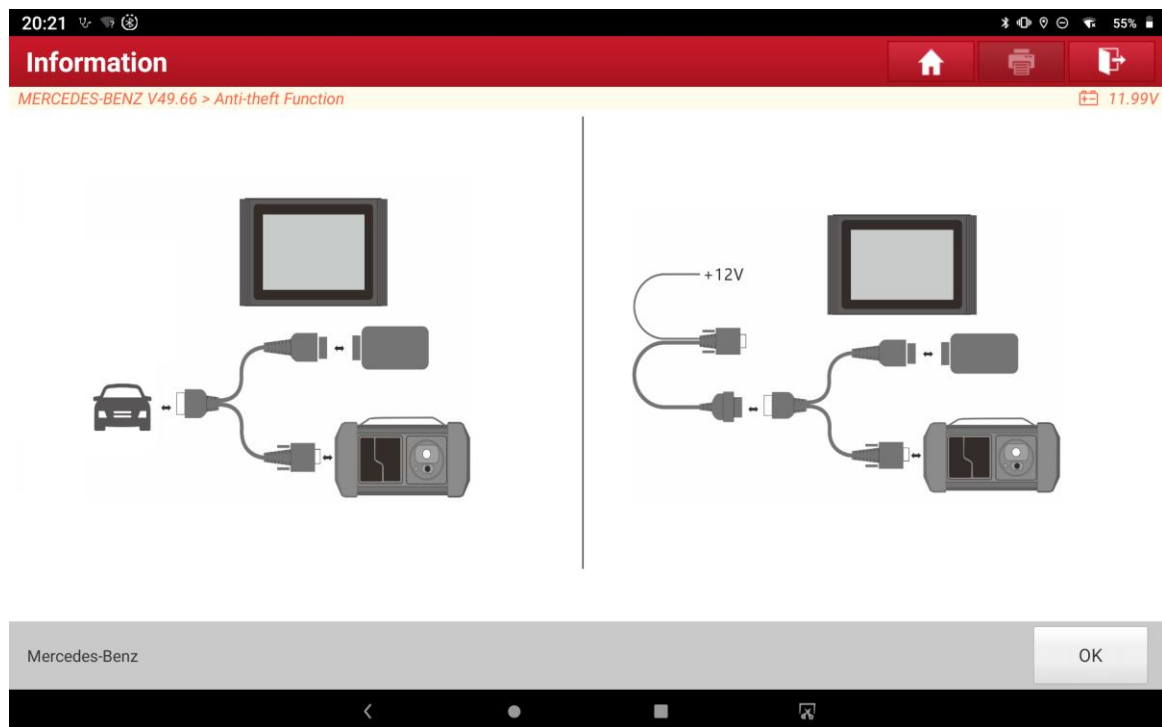 20:21
55%
Information
MERCEDES-BENZ V49.66 > Anti-theft Function
11.99V
+12V
Mercedes-Benz
OK